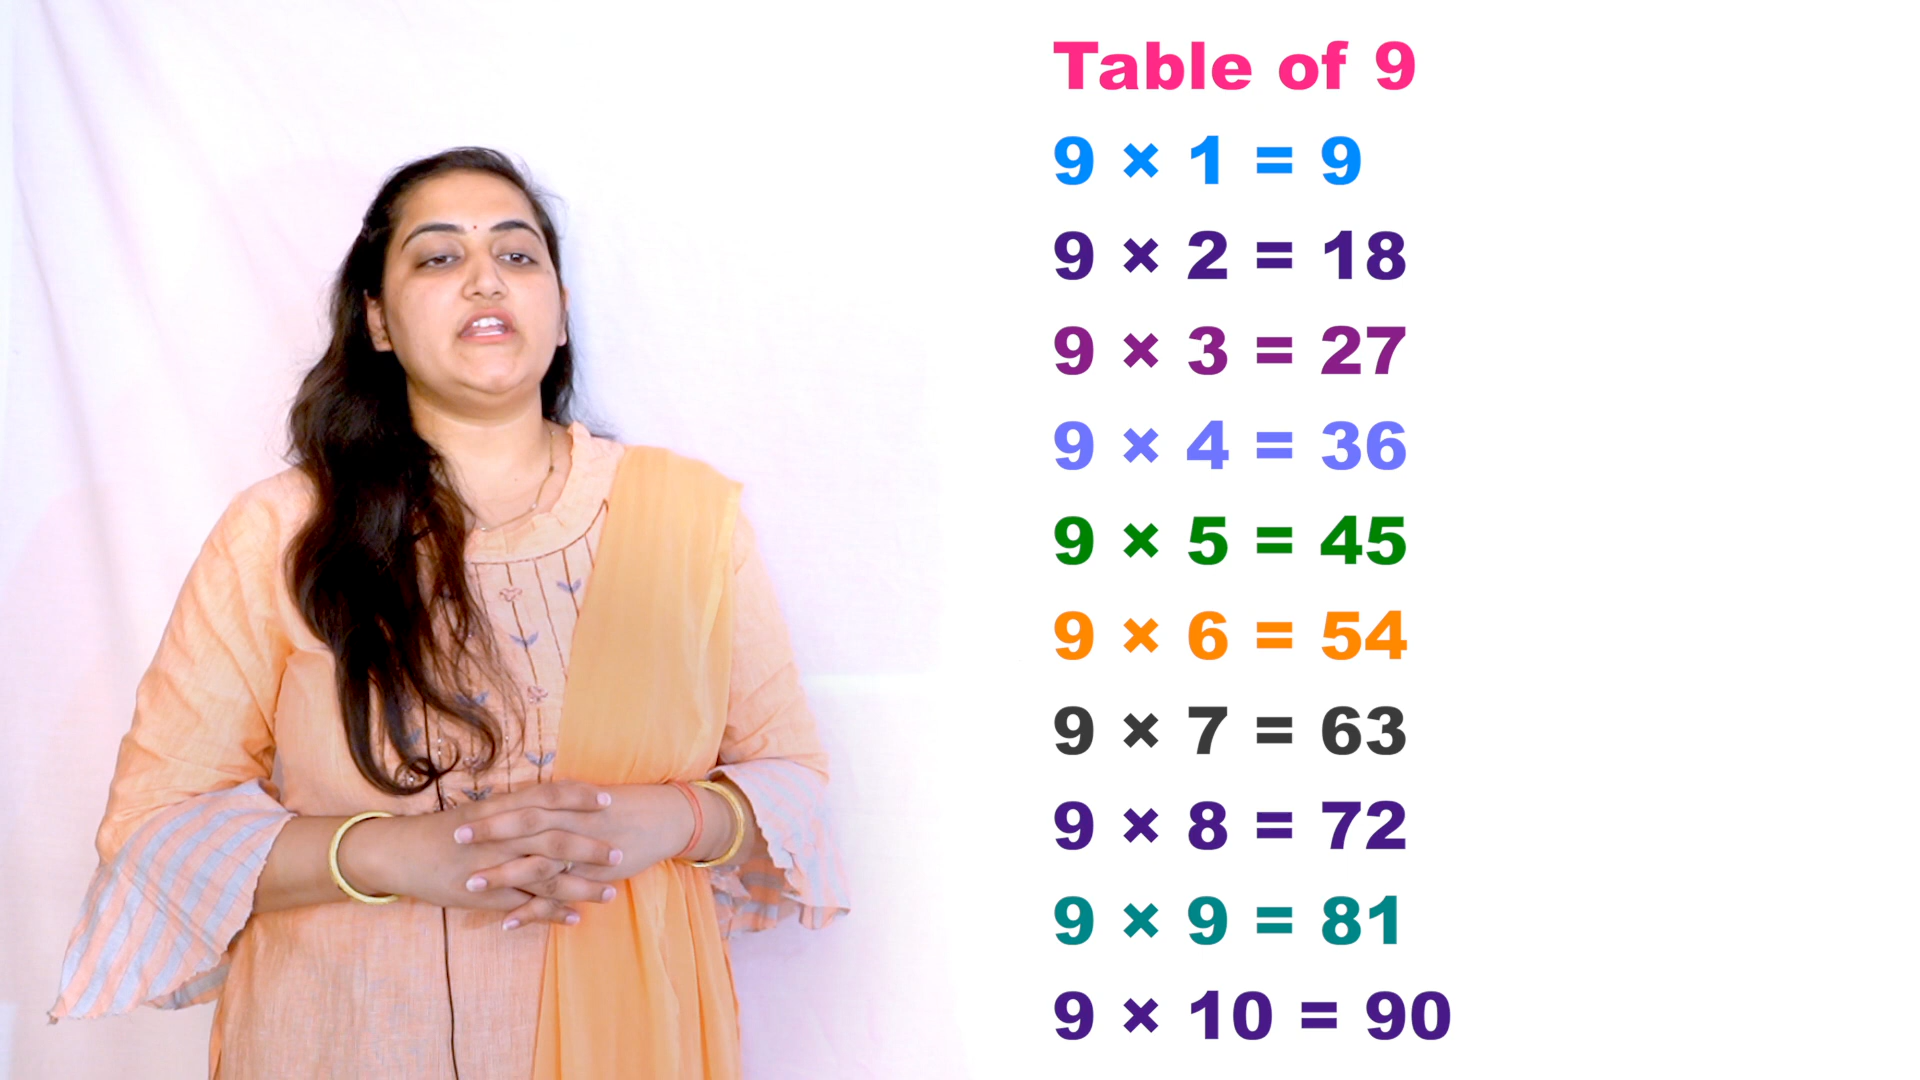 Table of 9
9 × 1 = 9
9 × 2 = 18
9 × 3 = 27
9 × 4 = 36
9 × 5 = 45
9 × 6 = 54
9 × 7 = 63
9 × 8 = 72
9 × 9 = 81
9 × 10 = 90